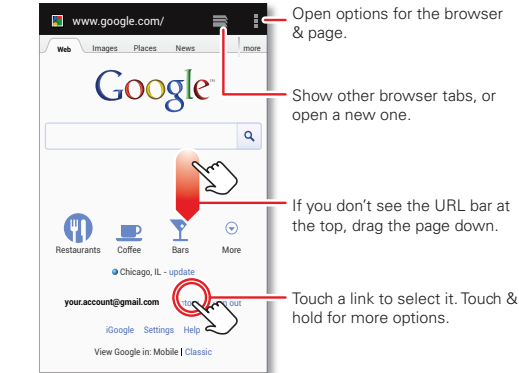 www.google.com/
Open options for the browser
& page.
Web Images Places News more
Google™
Show other browser tabs, or
open a new one.
If you don't see the URL bar at
the top, drag the page down.
Restaurants Coffee Bars More
Chicago, IL - update
your.account@gmail.com out
Touch a link to select it. Touch &
hold for more options.
iGoogle Settings Help
View Google in: Mobile | Classic